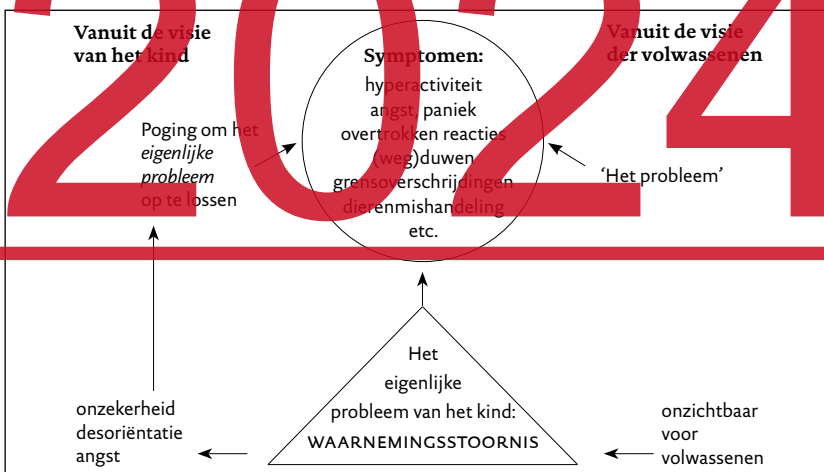 2024
Vanuit de visie
van het kind
Symptomen:
hyperactiviteit
angst, paniek
overtrokken reacties
(weg)duwen
grensoverschrijdingen
dierenmishandeling
etc.
Vanuit de visie
der volwassenen
Poging om het
eigenlijke
probleem
op te lossen
‘Het probleem’
Het
eigenlijke
probleem van het kind:
WAARNEMINGSSTOORNIS
onzekerheid
desoriëntatie
angst
onzichtbaar
voor
volwassenen